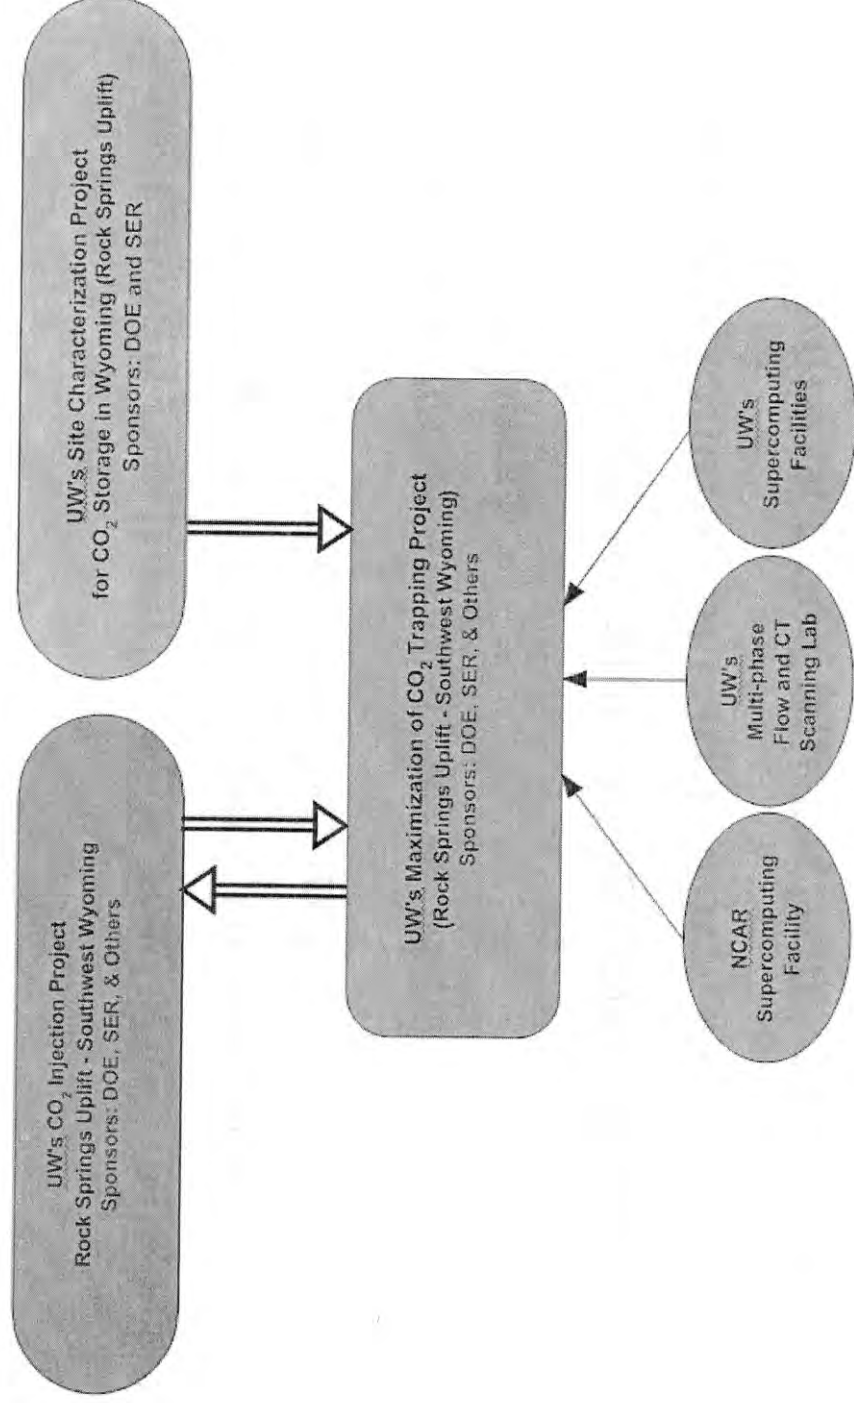 UW's CO₂ Injection Project
Rock Springs Uplift - Southwest Wyoming
Sponsors: DOE, SER, & Others
UW's Site Characterization Project
for CO₂ Storage in Wyoming (Rock Springs Uplift)
Sponsors: DOE and SER
UW's Maximization of CO₂ Trapping Project
(Rock Springs Uplift - Southwest Wyoming)
Sponsors: DOE, SER, & Others
NCAR
Supercomputing
Facility
UW's
Multi-phase
Flow and CT
Scanning Lab
UW's
Supercomputing
Facilities